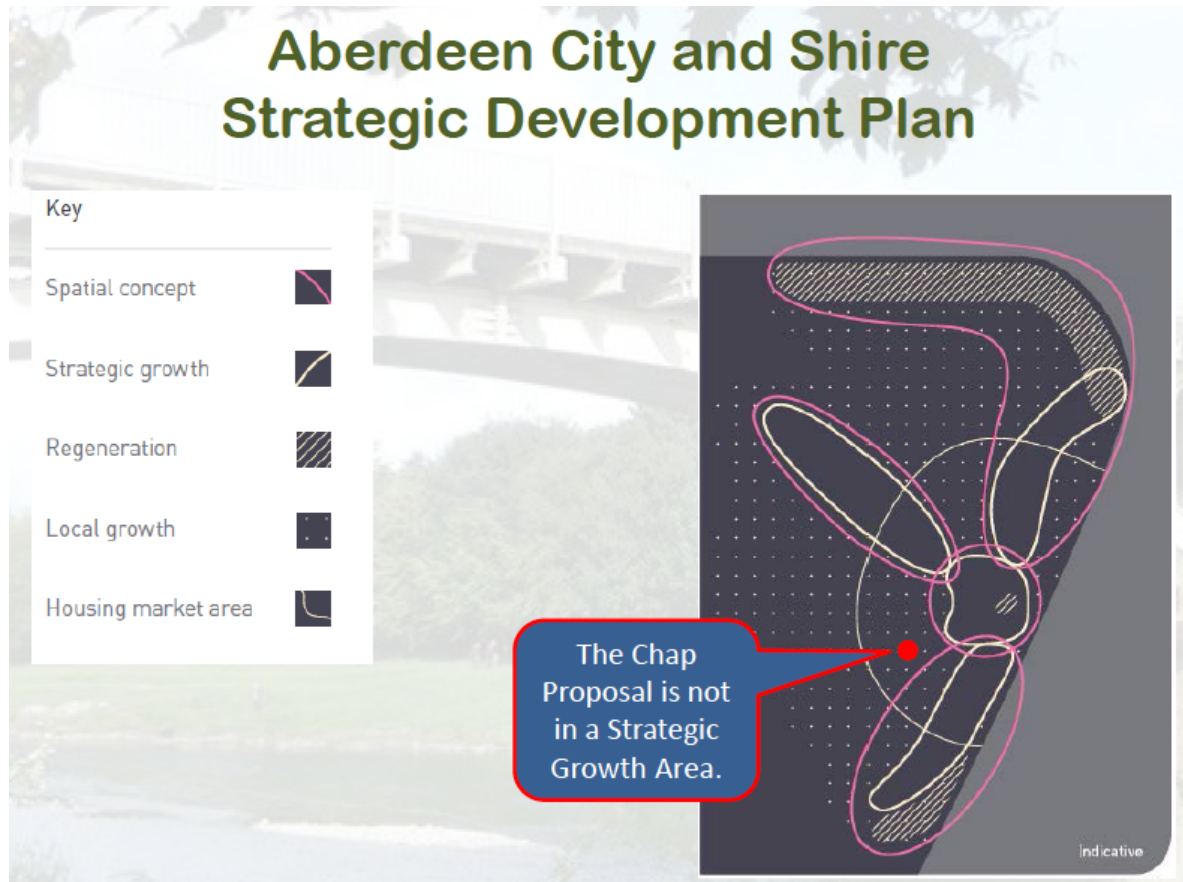 Aberdeen City and Shire
Strategic Development Plan
Key
Spatial concept
Strategic growth
Regeneration
Local growth
Housing market area
The Chap
Proposal is not
in a Strategic
Growth Area.
Indicative